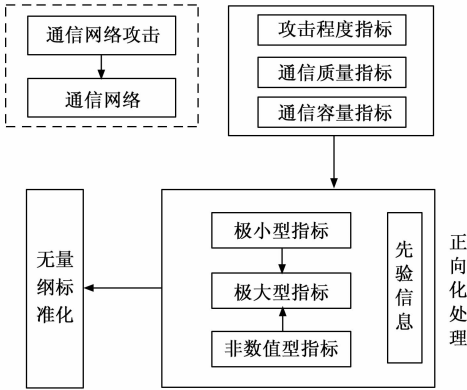 通信网络攻击
通信网络
攻击程度指标
通信质量指标
通信容量指标
无量
纲标
准化
极小型指标
极大型指标
非数值型指标
先验信息
正向化处理